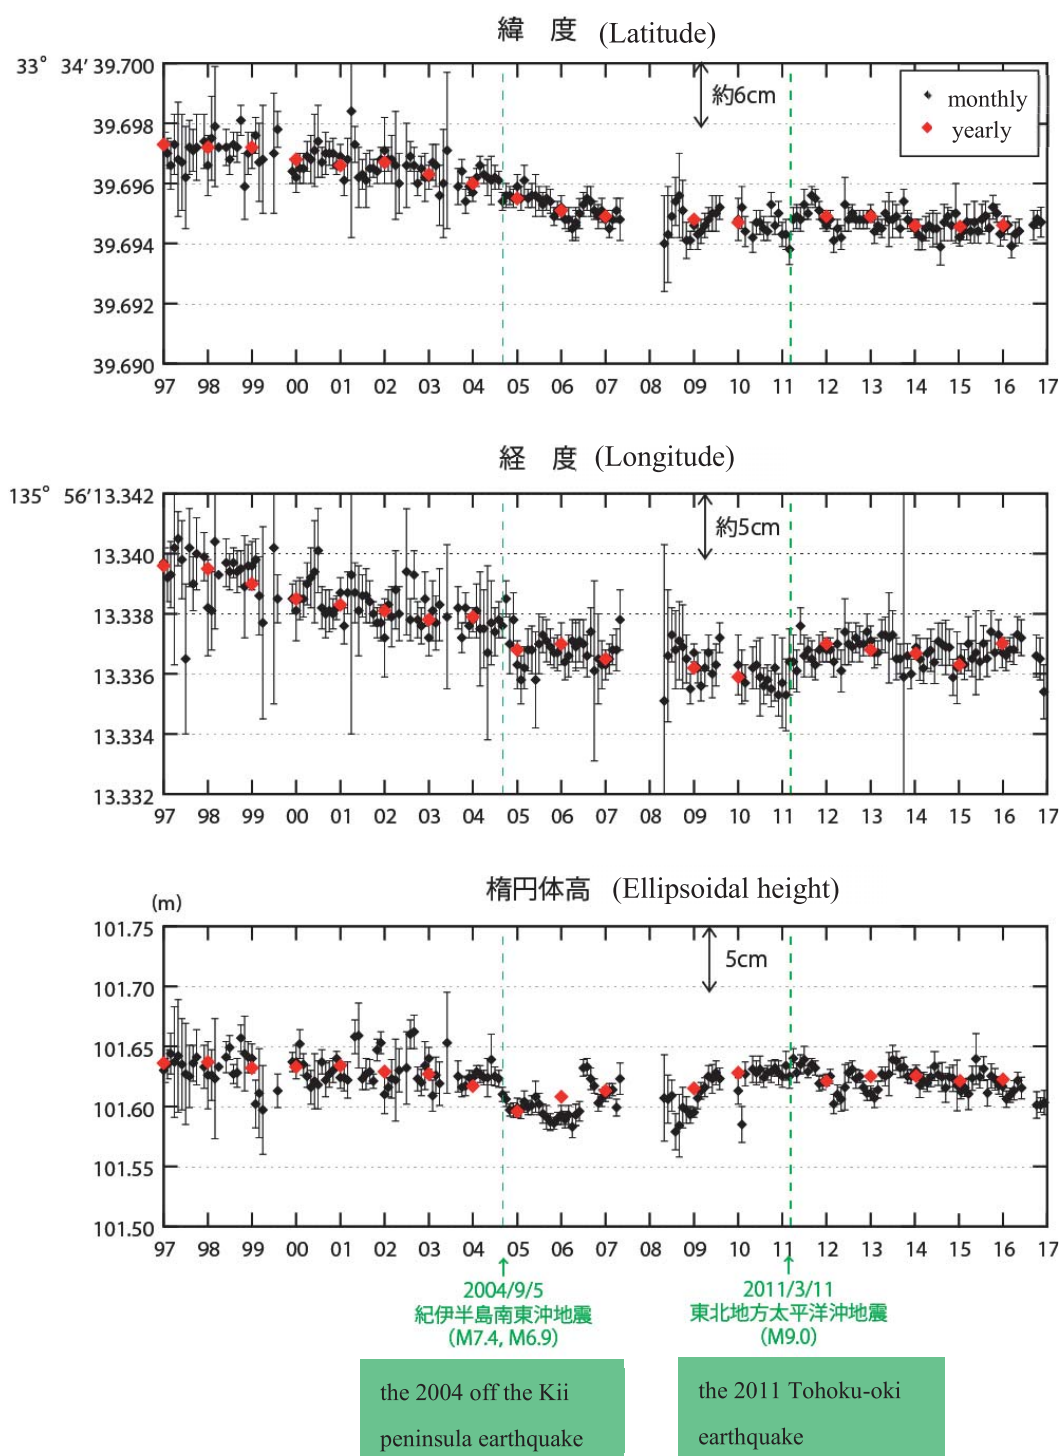 緯 度 (Latitude)
33° 34′ 39.700
39.698
39.696
39.694
39.692
39.690
約6cm
monthly
yearly
97 98 99 00 01 02 03 04 05 06 07 08 09 10 11 12 13 14 15 16 17
経 度 (Longitude)
135° 56′ 13.342
13.340
13.338
13.336
13.334
13.332
約5cm
97 98 99 00 01 02 03 04 05 06 07 08 09 10 11 12 13 14 15 16 17
楕円体高 (Ellipsoidal height)
(m)
101.75
101.70
101.65
101.60
101.55
101.50
5cm
97 98 99 00 01 02 03 04 05 06 07 08 09 10 11 12 13 14 15 16 17
2004/9/5
紀伊半島南東沖地震
(M7.4, M6.9)
2011/3/11
東北地方太平洋沖地震
(M9.0)
the 2004 off the Kii
peninsula earthquake
the 2011 Tohoku-oki
earthquake